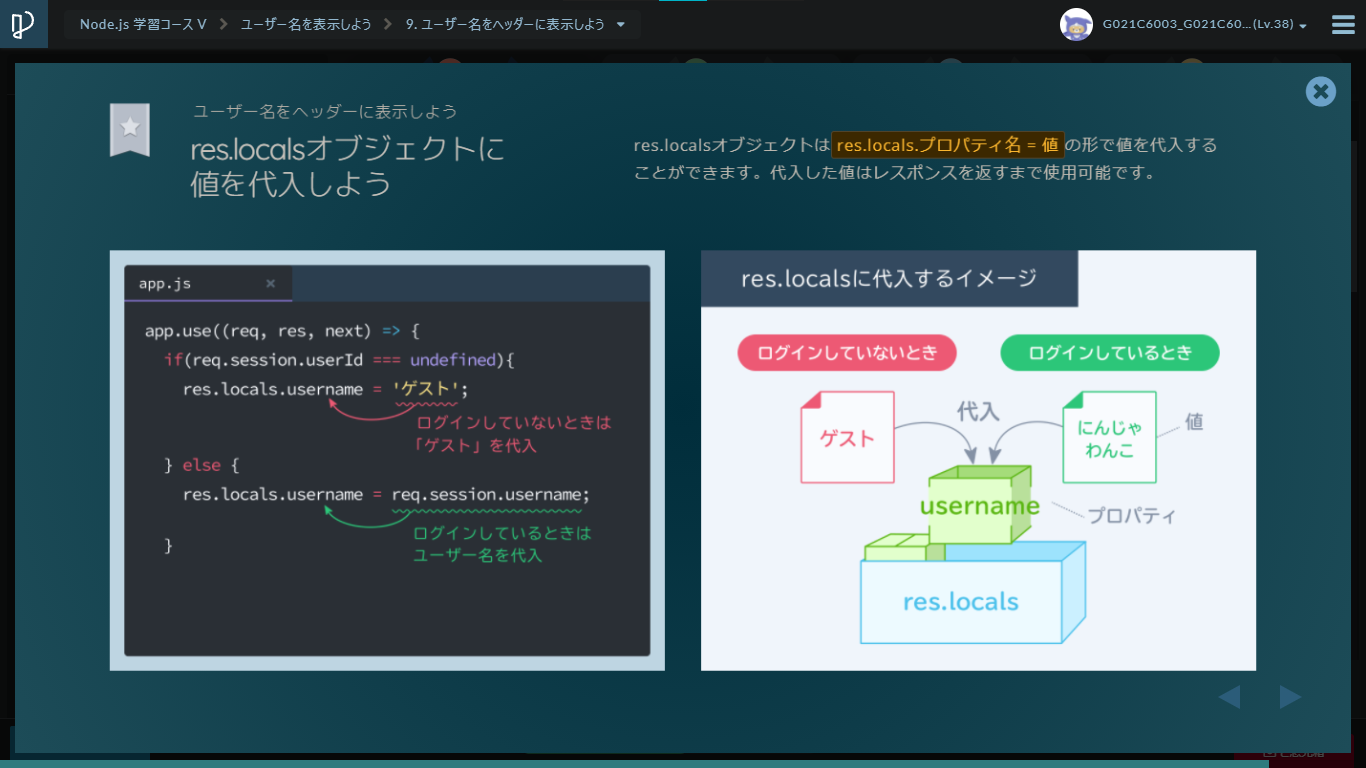 Node.js 学習コース V
ユーザー名を表示しよう
9. ユーザー名をヘッダーに表示しよう
G021C6003_G021C60...(Lv.38)
ユーザー名をヘッダーに表示しよう
res.localsオブジェクトに
値を代入しよう
res.localsオブジェクトは res.locals.プロパティ名 = 値 の形で値を代入する
ことができます。代入した値はレスポンスを返すまで使用可能です。
app.js
app.use((req, res, next) => {
if(req.session.userId === undefined){
res.locals.username = 'ゲスト';
ログインしていないときは
「ゲスト」を代入
} else {
res.locals.username = req.session.username;
ログインしているときは
ユーザー名を代入
}
res.localsに代入するイメージ
ログインしていないとき
ログインしているとき
代入
ゲスト
にんじゃ
わんこ
値
username
プロパティ
res.locals